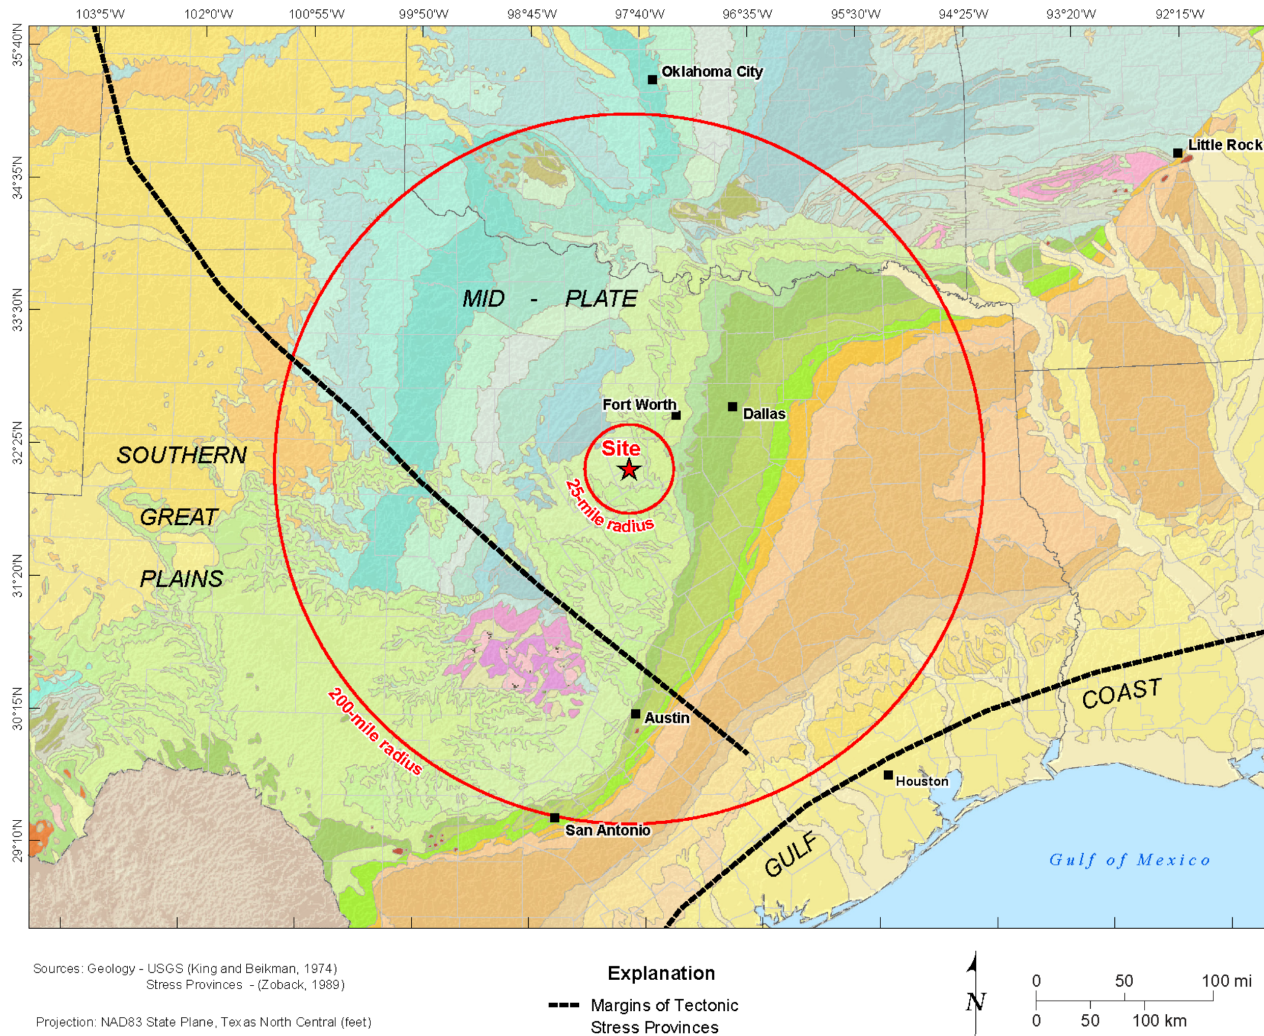 103°5'W 102°0'W 100°55'W 99°50'W 98°45'W 97°40'W 96°35'W 95°30'W 94°25'W 93°20'W 92°15'W
35°40'N
34°35'N
33°30'N
32°25'N
31°20'N
30°15'N
29°10'N
Oklahoma City
Little Rock
MID - PLATE
Fort Worth
Dallas
Site
25-mile radius
SOUTHERN
GREAT
PLAINS
200-mile radius
Austin
San Antonio
Houston
GULF
COAST
Gulf of Mexico
Sources: Geology - USGS (King and Beikman, 1974)
Stress Provinces - (Zoback, 1989)
Projection: NAD83 State Plane, Texas North Central (feet)
Explanation
Margins of Tectonic
Stress Provinces
N
0 50 100 mi
0 50 100 km